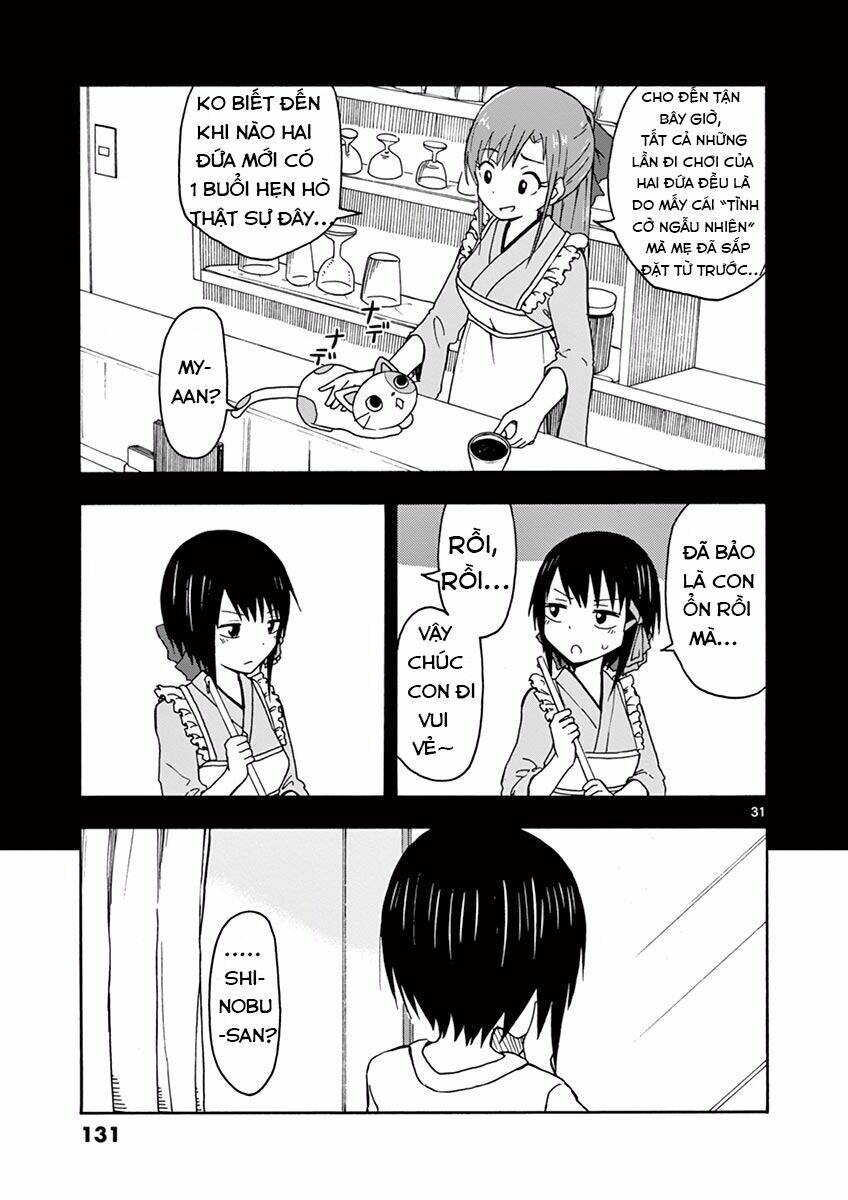 CHO ĐẾN TẬN
BÂY GIỜ,
TẤT CẢ NHỮNG
LẦN ĐI CHƠI CỦA
HAI ĐỨA ĐỀU LÀ
DO MẤY CÁI “TÌNH
CỜ NGẪU NHIÊN”
MÀ MẸ ĐÃ SẮP
ĐẶT TỪ TRƯỚC...
KO BIẾT ĐẾN
KHI NÀO HAI
ĐỨA MỚI CÓ
1 BUỔI HẸN HÒ
THẬT SỰ ĐÂY...
ナデ
ナデ
MY-
AAN?
ĐÃ BẢO
LÀ CON
ỔN RỒI
MÀ...
RỒI,
RỒI...
VẬY
CHÚC
CON ĐI
VUI
VẺ~
31
.....
SHI-
NOBU
-SAN?
131